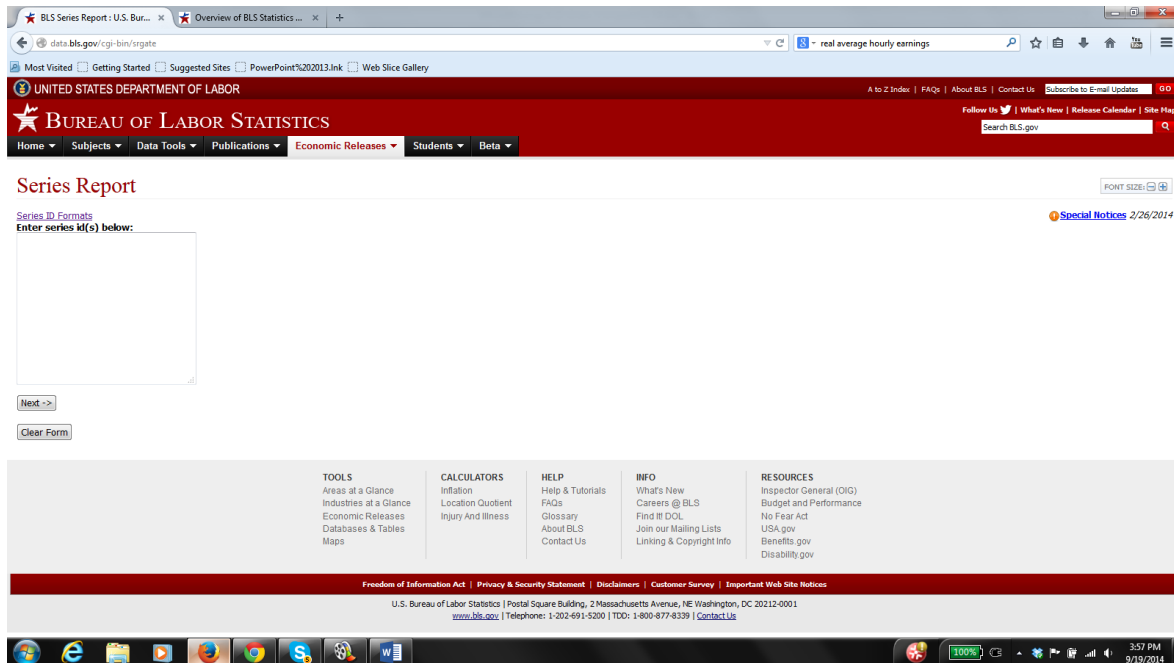 BLS Series Report : U.S. Bur... × Overview of BLS Statistics ... × +
data.bls.gov/cgi-bin/srgate real average hourly earnings
Most Visited Getting Started Suggested Sites PowerPoint%202013.lnk Web Slice Gallery
UNITED STATES DEPARTMENT OF LABOR
A to Z Index | FAQs | About BLS | Contact Us Subscribe to E-mail Updates GO
BUREAU OF LABOR STATISTICS
Follow Us | What's New | Release Calendar | Site Map
Search BLS.gov
Home Subjects Data Tools Publications Economic Releases Students Beta
Series Report
FONT SIZE:
Series ID Formats
Special Notices 2/26/2014
Enter series id(s) below:
Next ->
Clear Form
TOOLS
Areas at a Glance
Industries at a Glance
Economic Releases
Databases & Tables
Maps
CALCULATORS
Inflation
Location Quotient
Injury And Illness
HELP
Help & Tutorials
FAQs
Glossary
About BLS
Contact Us
INFO
What's New
Careers @ BLS
Find It! DOL
Join our Mailing Lists
Linking & Copyright Info
RESOURCES
Inspector General (OIG)
Budget and Performance
No Fear Act
USA.gov
Benefits.gov
Disability.gov
Freedom of Information Act | Privacy & Security Statement | Disclaimers | Customer Survey | Important Web Site Notices
U.S. Bureau of Labor Statistics | Postal Square Building, 2 Massachusetts Avenue, NE Washington, DC 20212-0001
www.bls.gov | Telephone: 1-202-691-5200 | TDD: 1-800-877-8339 | Contact Us
100%
3:57 PM
9/19/2014